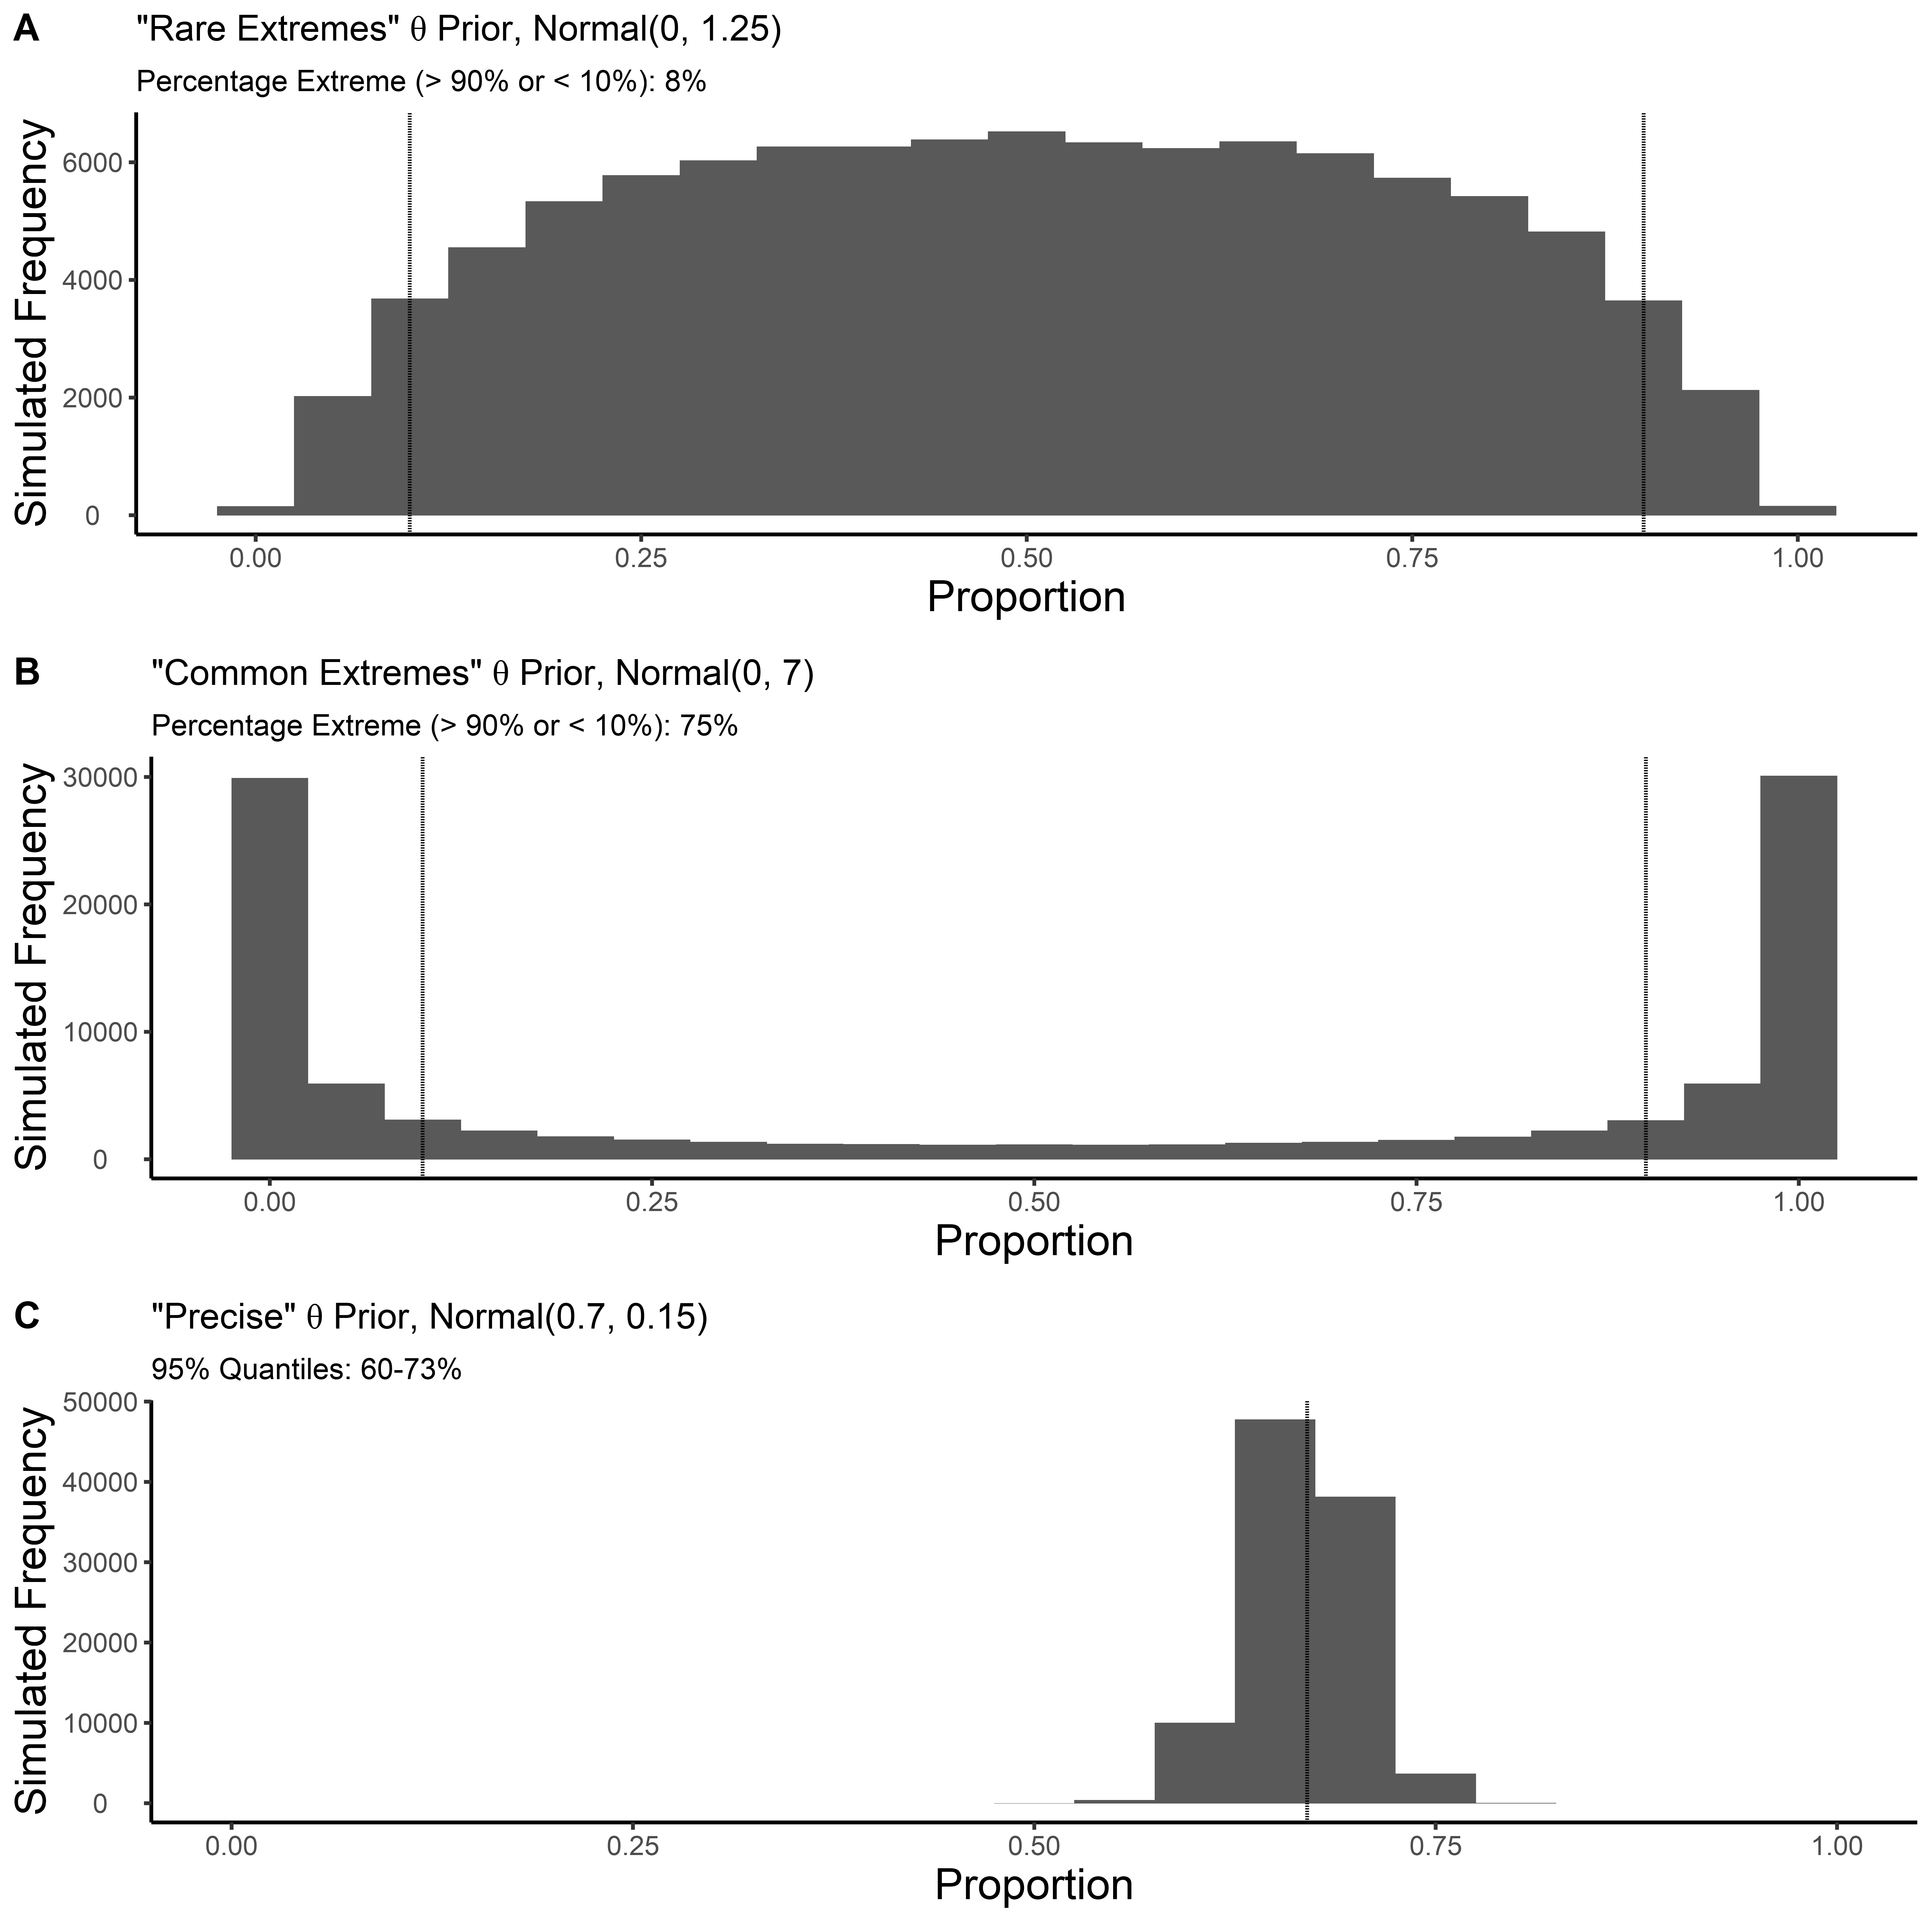 A "Rare Extremes" θ Prior, Normal(0, 1.25)
Percentage Extreme (> 90% or < 10%): 8%
Simulated Frequency
6000
4000
2000
0
0.00 0.25 0.50 0.75 1.00
Proportion
B "Common Extremes" θ Prior, Normal(0, 7)
Percentage Extreme (> 90% or < 10%): 75%
Simulated Frequency
30000
20000
10000
0
0.00 0.25 0.50 0.75 1.00
Proportion
C "Precise" θ Prior, Normal(0.7, 0.15)
95% Quantiles: 60-73%
Simulated Frequency
50000
40000
30000
20000
10000
0
0.00 0.25 0.50 0.75 1.00
Proportion